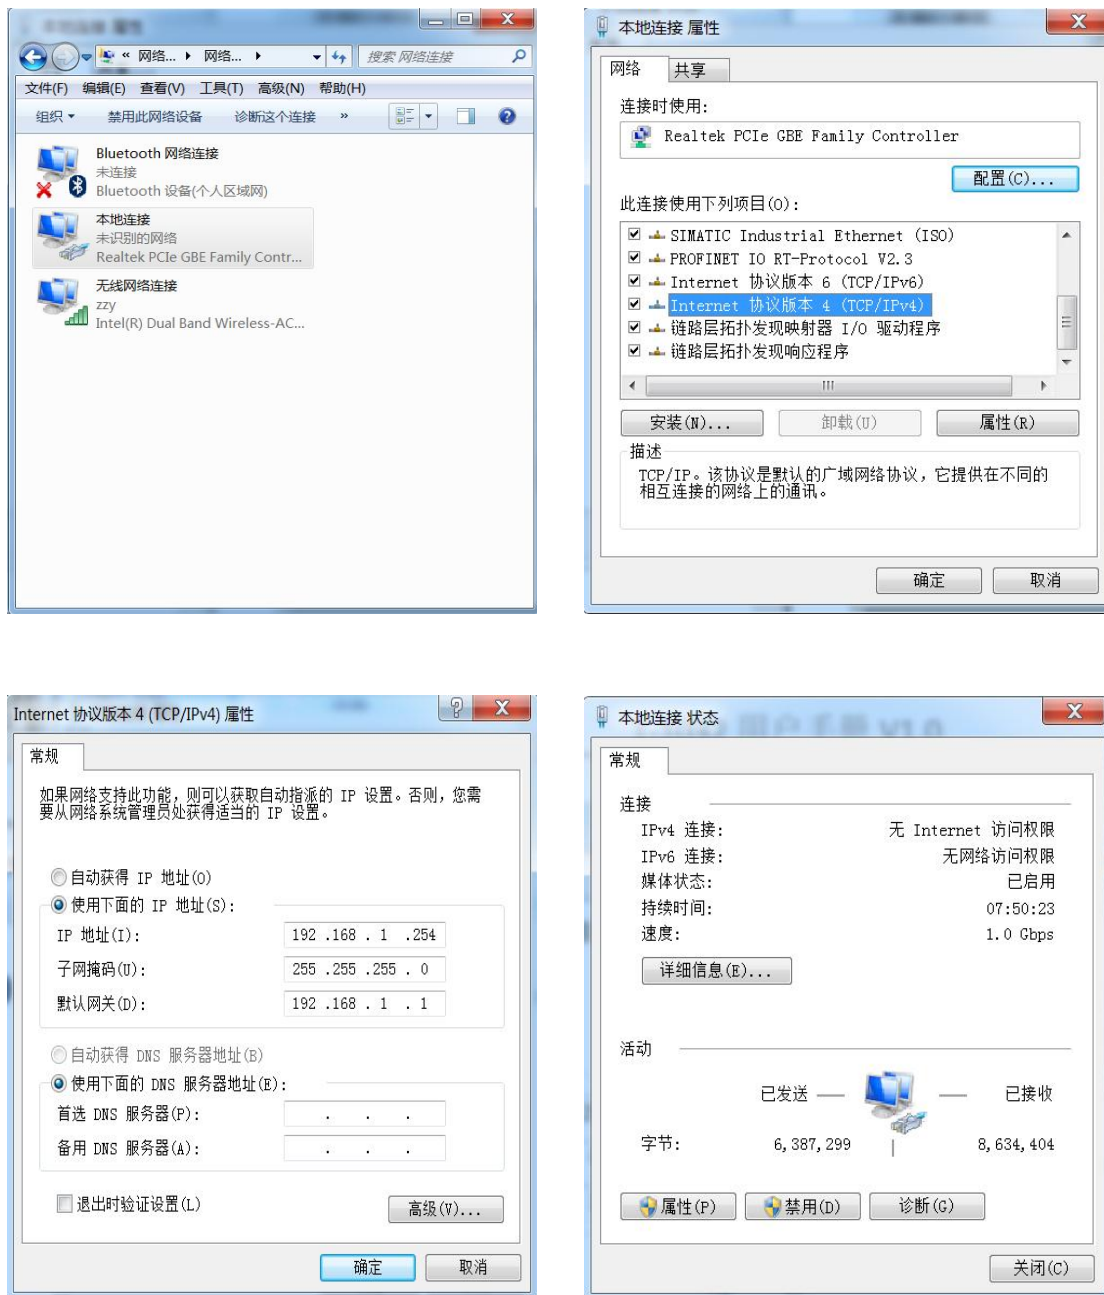 « 网络... 网络...
搜索 网络连接
文件(F) 编辑(E) 查看(V) 工具(T) 高级(N) 帮助(H)
组织 禁用此网络设备 诊断这个连接 »
Bluetooth 网络连接
未连接
Bluetooth 设备(个人区域网)
本地连接
未识别的网络
Realtek PCIe GBE Family Contr...
无线网络连接
zzy
Intel(R) Dual Band Wireless-AC...
本地连接 属性
网络 共享
连接时使用:
Realtek PCIe GBE Family Controller
配置(C)...
此连接使用下列项目(O):
SIMATIC Industrial Ethernet (ISO)
PROFINET IO RT-Protocol V2.3
Internet 协议版本 6 (TCP/IPv6)
Internet 协议版本 4 (TCP/IPv4)
链路层拓扑发现映射器 I/O 驱动程序
链路层拓扑发现响应程序
安装(N)... 卸载(U) 属性(R)
描述
TCP/IP。该协议是默认的广域网络协议，它提供在不同的
相互连接的网络上的通讯。
确定 取消
Internet 协议版本 4 (TCP/IPv4) 属性
常规
如果网络支持此功能，则可以获取自动指派的 IP 设置。否则，您需
要从网络系统管理员处获得适当的 IP 设置。
自动获得 IP 地址(O)
使用下面的 IP 地址(S):
IP 地址(I): 192 .168 . 1 .254
子网掩码(U): 255 .255 .255 . 0
默认网关(D): 192 .168 . 1 . 1
自动获得 DNS 服务器地址(B)
使用下面的 DNS 服务器地址(E):
首选 DNS 服务器(P): . . .
备用 DNS 服务器(A): . . .
退出时验证设置(L)
高级(V)...
确定 取消
本地连接 状态
常规
连接
IPv4 连接: 无 Internet 访问权限
IPv6 连接: 无网络访问权限
媒体状态: 已启用
持续时间: 07:50:23
速度: 1.0 Gbps
详细信息(E)...
活动
已发送 — — 已接收
字节: 6,387,299 | 8,634,404
属性(P) 禁用(D) 诊断(G)
关闭(C)